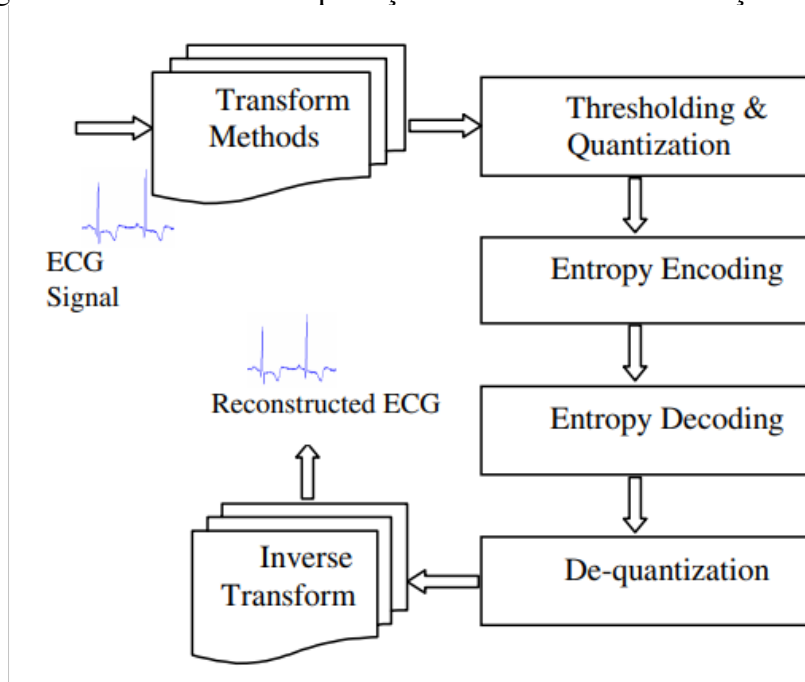 Transform
Methods
Thresholding &
Quantization
ECG
Signal
Entropy Encoding
Reconstructed ECG
Entropy Decoding
Inverse
Transform
De-quantization